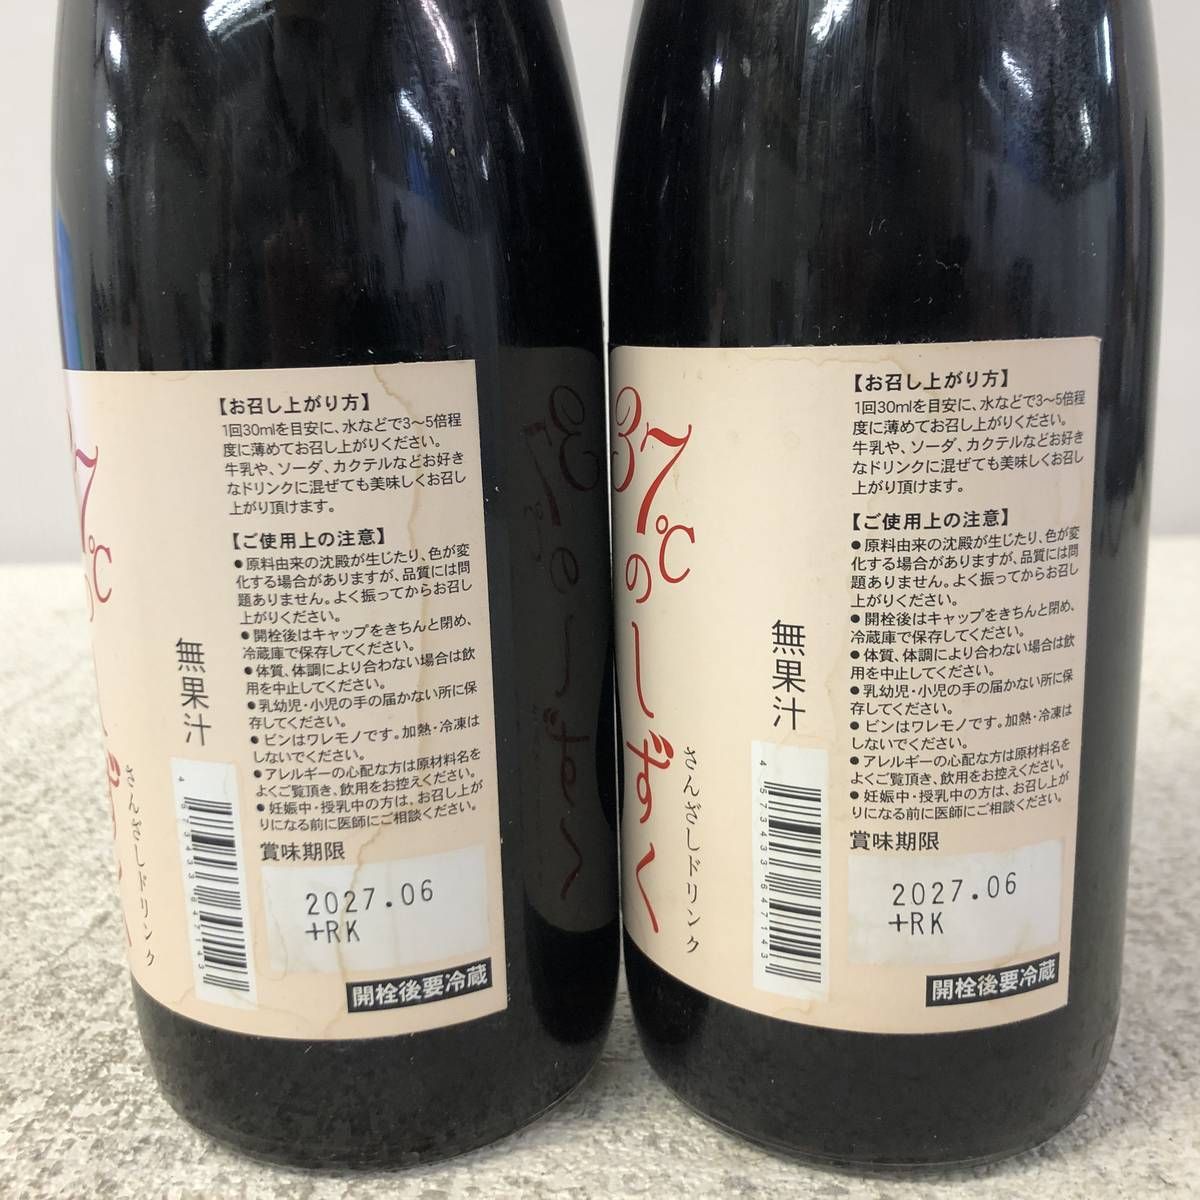 37℃のしずく
さんざしドリンク
無果汁
【お召し上がり方】
1回30mlを目安に、水などで3〜5倍程
度に薄めてお召し上がりください。
牛乳や、ソーダ、カクテルなどお好き
なドリンクに混ぜても美味しくお召し
上がり頂けます。
【ご使用上の注意】
●原料由来の沈殿が生じたり、色が変
化する場合がありますが、品質には問
題ありません。よく振ってからお召し
上がりください。
●開栓後はキャップをきちんと閉め、
冷蔵庫で保存してください。
●体質、体調により合わない場合は飲
用を中止してください。
●乳幼児・小児の手の届かない所に保
存してください。
●ビンはワレモノです。加熱・冷凍は
しないでください。
●アレルギーの心配な方は原材料名を
よくご覧頂き、飲用をお控えください。
●妊娠中・授乳中の方は、お召し上が
りになる前に医師にご相談ください。
賞味期限
2027.06
+RK
開栓後要冷蔵
4573433647143
37℃のしずく
さんざしドリンク
無果汁
【お召し上がり方】
1回30mlを目安に、水などで3〜5倍程
度に薄めてお召し上がりください。
牛乳や、ソーダ、カクテルなどお好き
なドリンクに混ぜても美味しくお召し
上がり頂けます。
【ご使用上の注意】
●原料由来の沈殿が生じたり、色が変
化する場合がありますが、品質には問
題ありません。よく振ってからお召し
上がりください。
●開栓後はキャップをきちんと閉め、
冷蔵庫で保存してください。
●体質、体調により合わない場合は飲
用を中止してください。
●乳幼児・小児の手の届かない所に保
存してください。
●ビンはワレモノです。加熱・冷凍は
しないでください。
●アレルギーの心配な方は原材料名を
よくご覧頂き、飲用をお控えください。
●妊娠中・授乳中の方は、お召し上が
りになる前に医師にご相談ください。
賞味期限
2027.06
+RK
開栓後要冷蔵
4573433647143